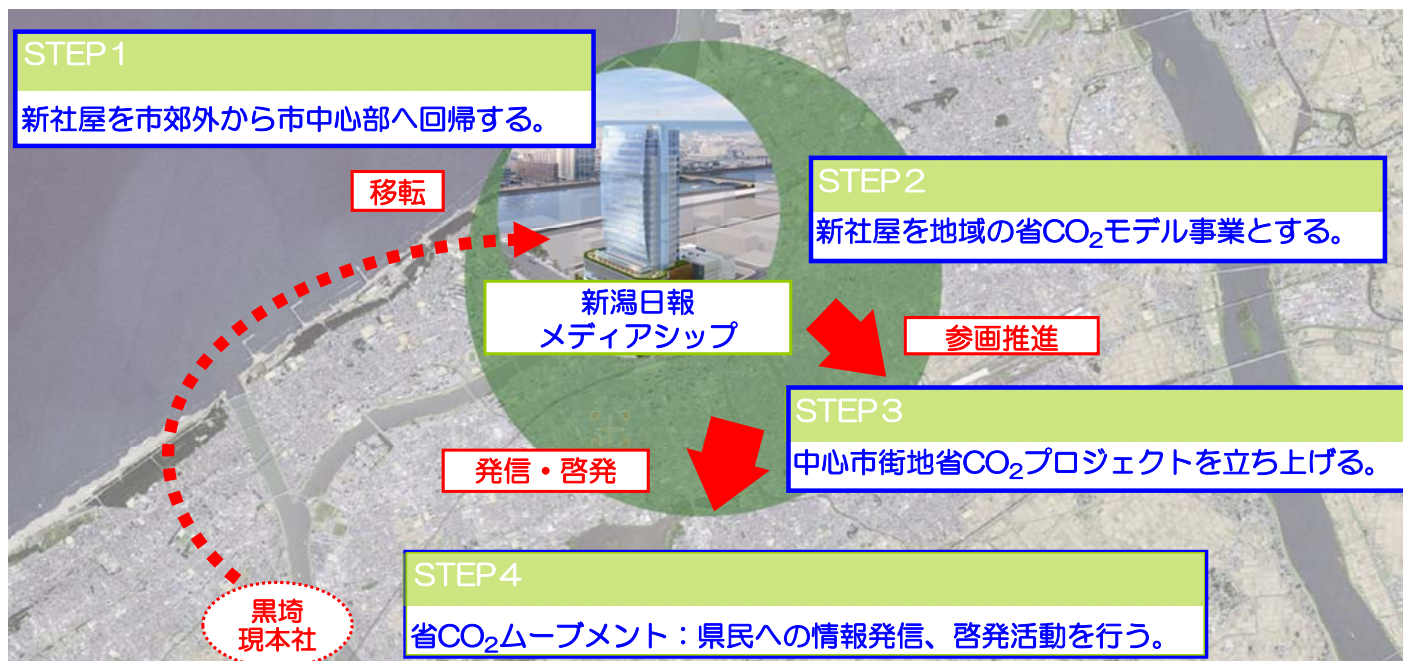 STEP1
新社屋を市郊外から市中心部へ回帰する。
移転
STEP2
新社屋を地域の省CO₂モデル事業とする。
新潟日報
メディアシップ
参画推進
STEP3
中心市街地省CO₂プロジェクトを立ち上げる。
発信・啓発
STEP4
省CO₂ムーブメント：県民への情報発信、啓発活動を行う。
黒埼
現本社